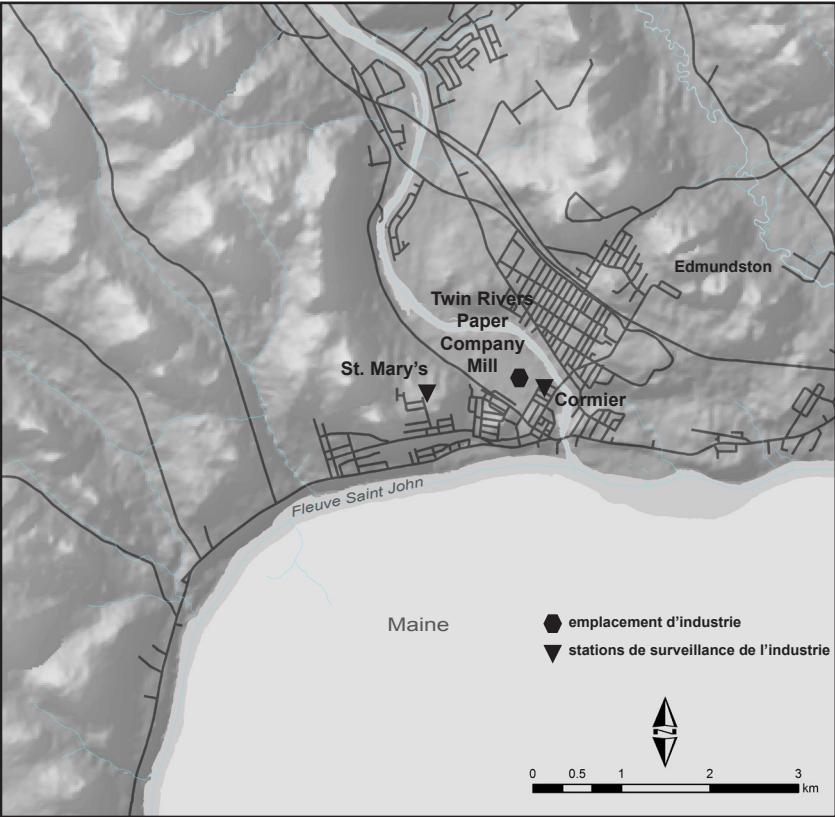 Edmundston
Twin Rivers
Paper
Company
Mill
St. Mary's
Cormier
Fleuve Saint John
Maine
emplacement d'industrie
stations de surveillance de l'industrie
N
0 0.5 1 2 3
km